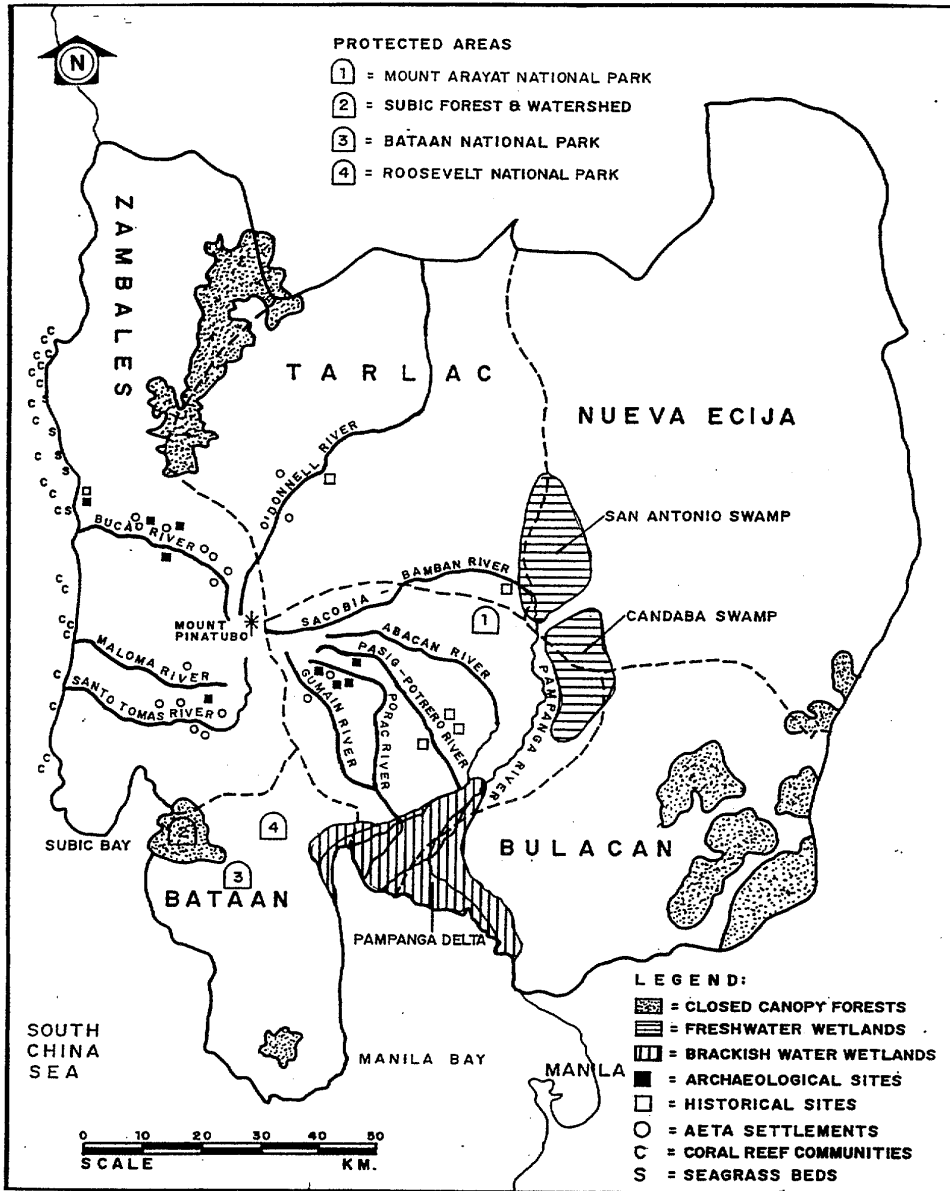 N
PROTECTED AREAS
1 = MOUNT ARAYAT NATIONAL PARK
2 = SUBIC FOREST & WATERSHED
3 = BATAAN NATIONAL PARK
4 = ROOSEVELT NATIONAL PARK
ZAMBALES
TARLAC
NUEVA ECIJA
O'DONNELL RIVER
SAN ANTONIO SWAMP
BUCAO RIVER
BAMBAN RIVER
SACOBIA
CANDABA SWAMP
1
MOUNT
PINATUBO
ABACAN RIVER
MALOMA RIVER
PASIG-POTRERO RIVER
GUMAIN RIVER
PORAC RIVER
PAMPANGA RIVER
SANTO TOMAS RIVER
SUBIC BAY
2
4
3
BULACAN
BATAAN
PAMPANGA DELTA
SOUTH
CHINA
SEA
MANILA BAY
MANILA
LEGEND:
= CLOSED CANOPY FORESTS
= FRESHWATER WETLANDS
= BRACKISH WATER WETLANDS
= ARCHAEOLOGICAL SITES
= HISTORICAL SITES
= AETA SETTLEMENTS
C = CORAL REEF COMMUNITIES
S = SEAGRASS BEDS
0 10 20 30 40 50
SCALE KM.